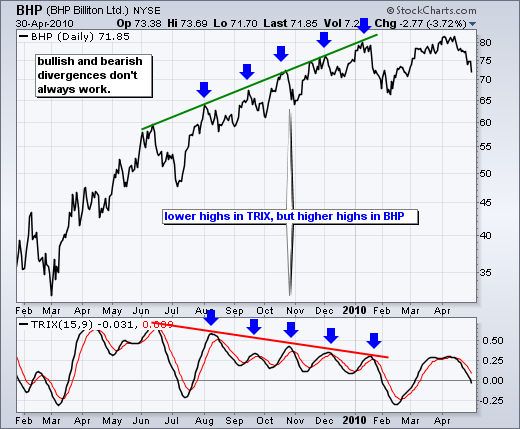 BHP (BHP Billiton Ltd.) NYSE © StockCharts.com
30-Apr-2010 Op 73.38 Hi 73.69 Lo 71.70 Last 71.85 Chg -2.77 (-3.72%)
BHP (Daily) 71.85
bullish and bearish
divergences don't
always work.
80
75
70
65
60
55
50
45
40
35
lower highs in TRIX, but higher highs in BHP
Feb Mar Apr May Jun Jul Aug Sep Oct Nov Dec 2010 Feb Mar Apr
TRIX(15,9) -0.031,
0.50
0.25
0.00
-0.25
Feb Mar Apr May Jun Jul Aug Sep Oct Nov Dec 2010 Feb Mar Apr